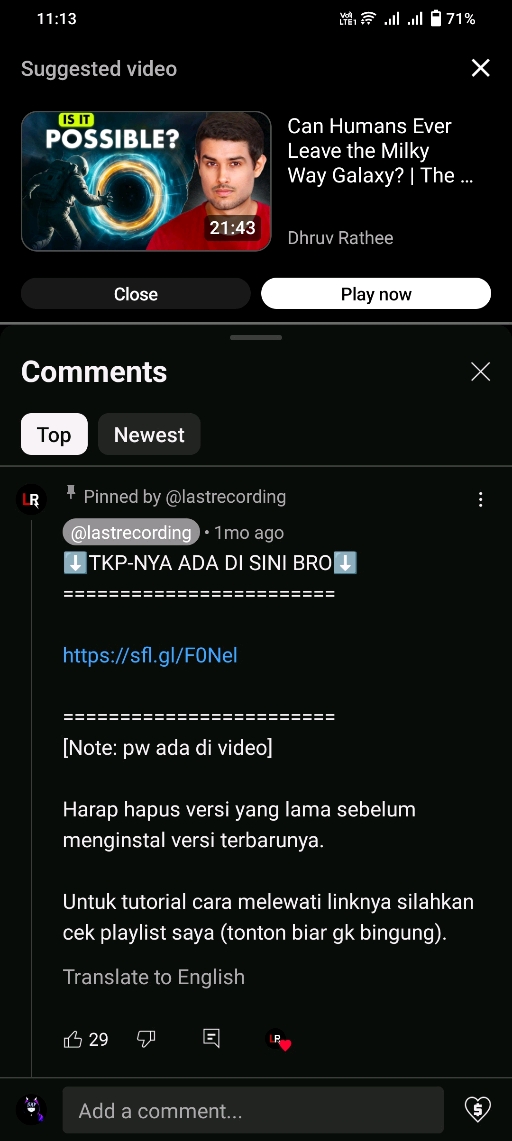 11:13
Vo) LTE1 71%
Suggested video
IS IT
POSSIBLE?
21:43
Can Humans Ever
Leave the Milky
Way Galaxy? | The ...
Dhruv Rathee
Close Play now
Comments
Top Newest
LR Pinned by @lastrecording
@lastrecording • 1mo ago
⬇️TKP-NYA ADA DI SINI BRO⬇️
========================
https://sfl.gl/F0Nel
========================
[Note: pw ada di video]
Harap hapus versi yang lama sebelum
menginstal versi terbarunya.
Untuk tutorial cara melewati linknya silahkan
cek playlist saya (tonton biar gk bingung).
Translate to English
29 LR
Add a comment...